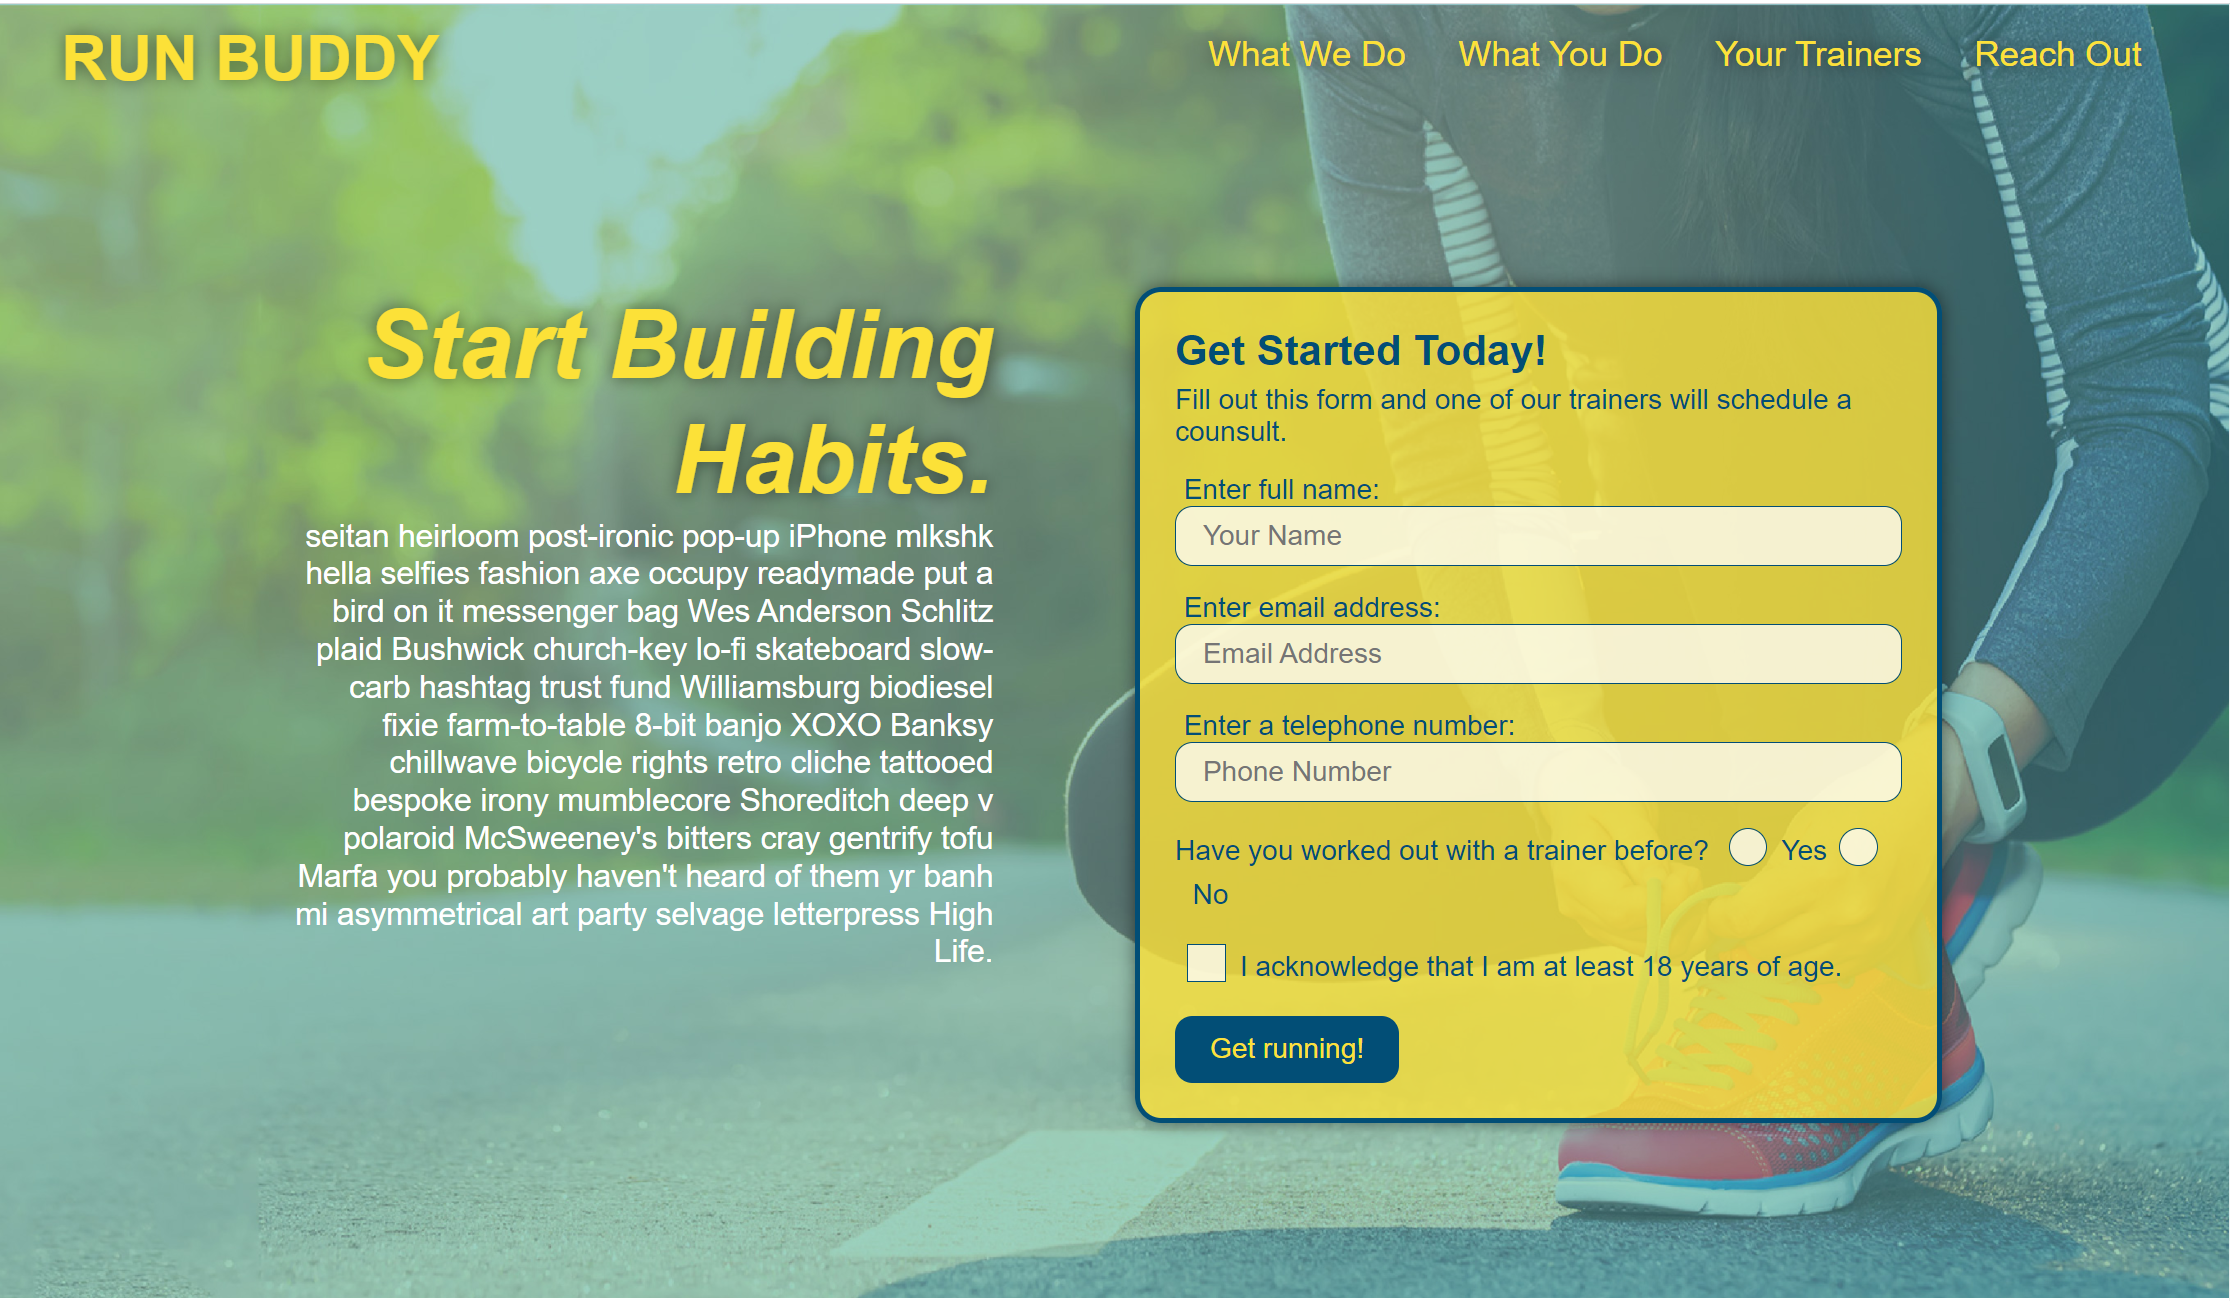 RUN BUDDY
What We Do What You Do Your Trainers Reach Out
Start Building
Habits.
seitan heirloom post-ironic pop-up iPhone mlkshk
hella selfies fashion axe occupy readymade put a
bird on it messenger bag Wes Anderson Schlitz
plaid Bushwick church-key lo-fi skateboard slow-
carb hashtag trust fund Williamsburg biodiesel
fixie farm-to-table 8-bit banjo XOXO Banksy
chillwave bicycle rights retro cliche tattooed
bespoke irony mumblecore Shoreditch deep v
polaroid McSweeney's bitters cray gentrify tofu
Marfa you probably haven't heard of them yr banh
mi asymmetrical art party selvage letterpress High
Life.
Get Started Today!
Fill out this form and one of our trainers will schedule a
counsult.
Enter full name:
Your Name
Enter email address:
Email Address
Enter a telephone number:
Phone Number
Have you worked out with a trainer before? Yes
No
I acknowledge that I am at least 18 years of age.
Get running!